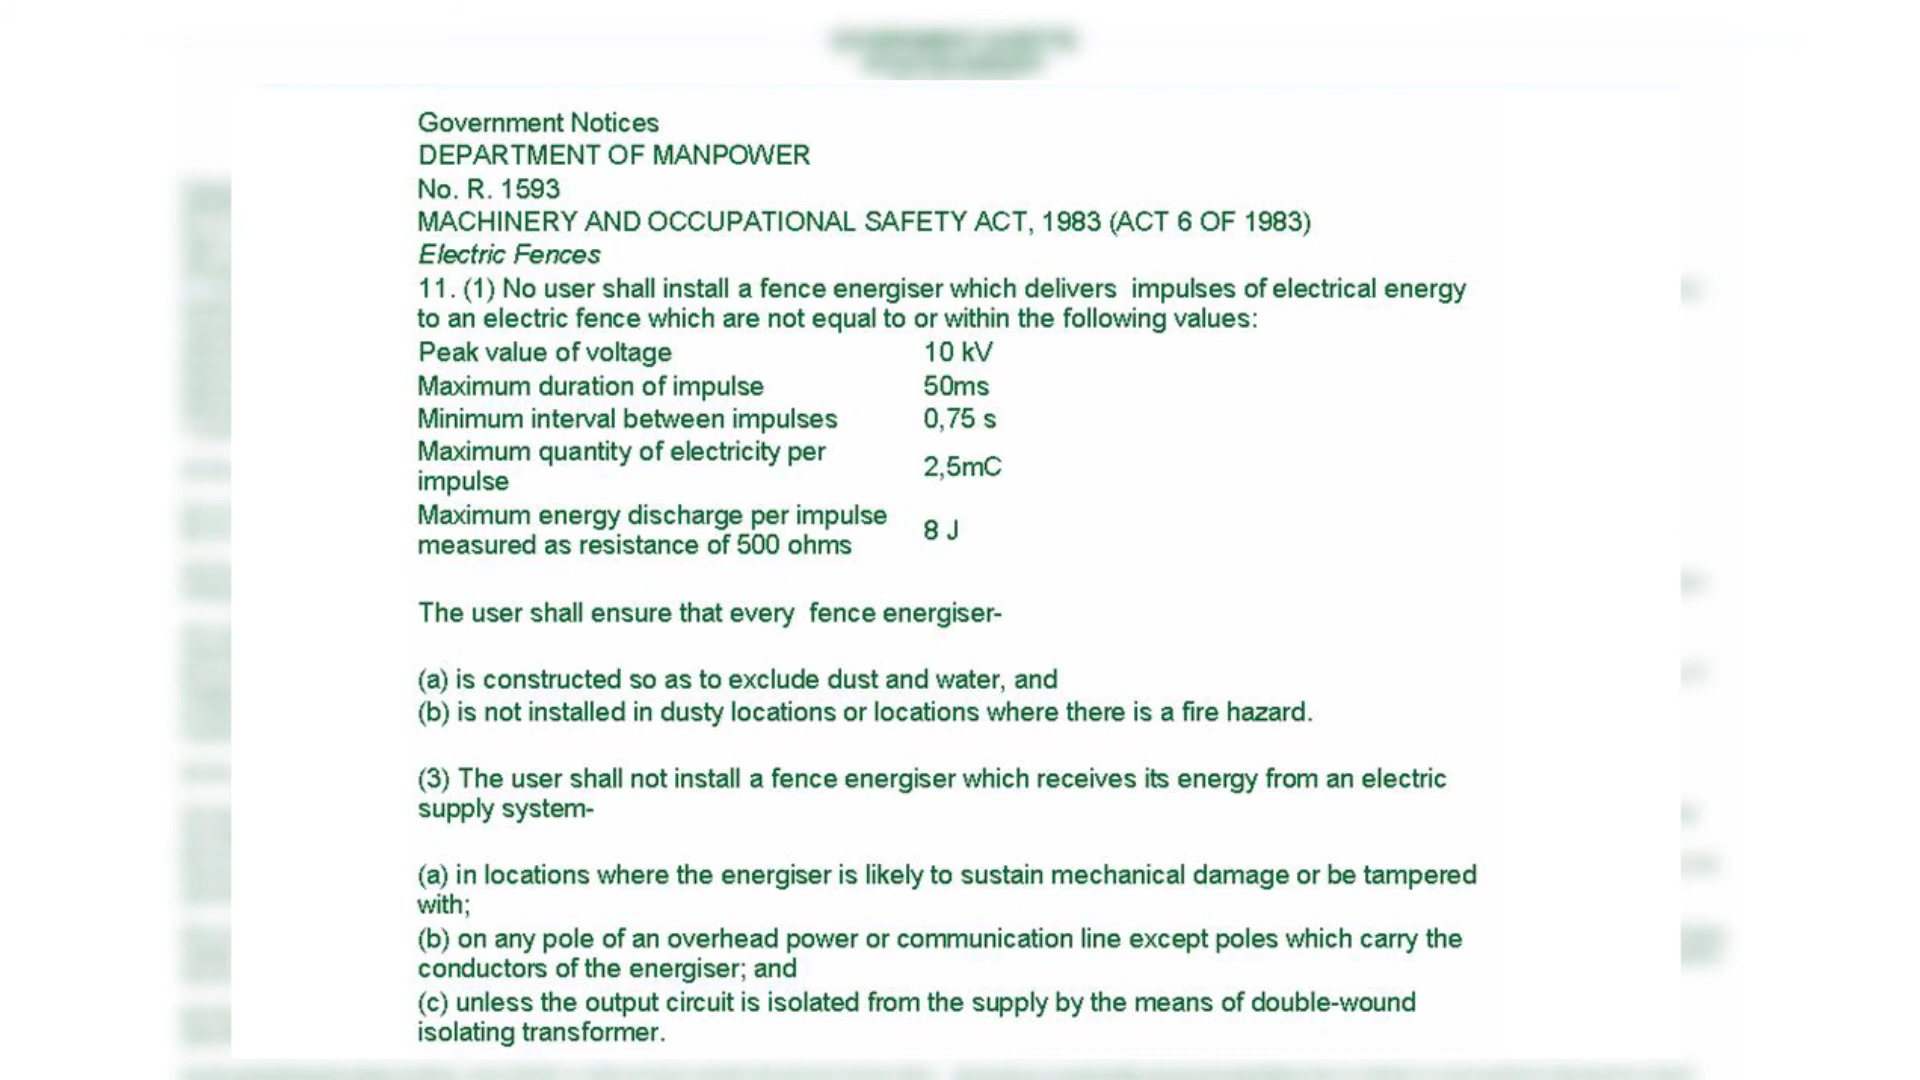 Government Notices
DEPARTMENT OF MANPOWER
No. R. 1593
MACHINERY AND OCCUPATIONAL SAFETY ACT, 1983 (ACT 6 OF 1983)
Electric Fences
11. (1) No user shall install a fence energiser which delivers impulses of electrical energy
to an electric fence which are not equal to or within the following values:
Peak value of voltage 10 kV
Maximum duration of impulse 50ms
Minimum interval between impulses 0,75 s
Maximum quantity of electricity per
impulse 2,5mC
Maximum energy discharge per impulse
measured as resistance of 500 ohms 8 J
The user shall ensure that every fence energiser-
(a) is constructed so as to exclude dust and water, and
(b) is not installed in dusty locations or locations where there is a fire hazard.
(3) The user shall not install a fence energiser which receives its energy from an electric
supply system-
(a) in locations where the energiser is likely to sustain mechanical damage or be tampered
with;
(b) on any pole of an overhead power or communication line except poles which carry the
conductors of the energiser; and
(c) unless the output circuit is isolated from the supply by the means of double-wound
isolating transformer.